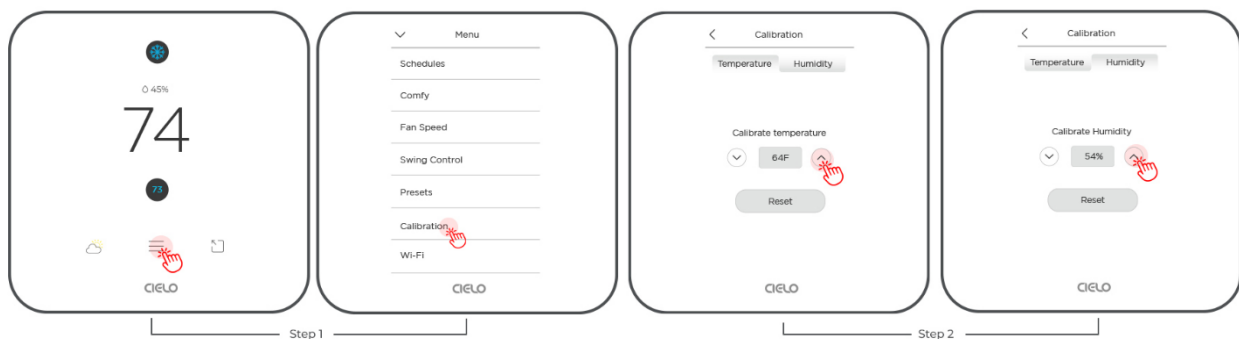 45%
74
73
CIELO
Menu
Schedules
Comfy
Fan Speed
Swing Control
Presets
Calibration
Wi-Fi
CIELO
Step 1
Calibration
Temperature Humidity
Calibrate temperature
64F
Reset
CIELO
Calibration
Temperature Humidity
Calibrate Humidity
54%
Reset
CIELO
Step 2